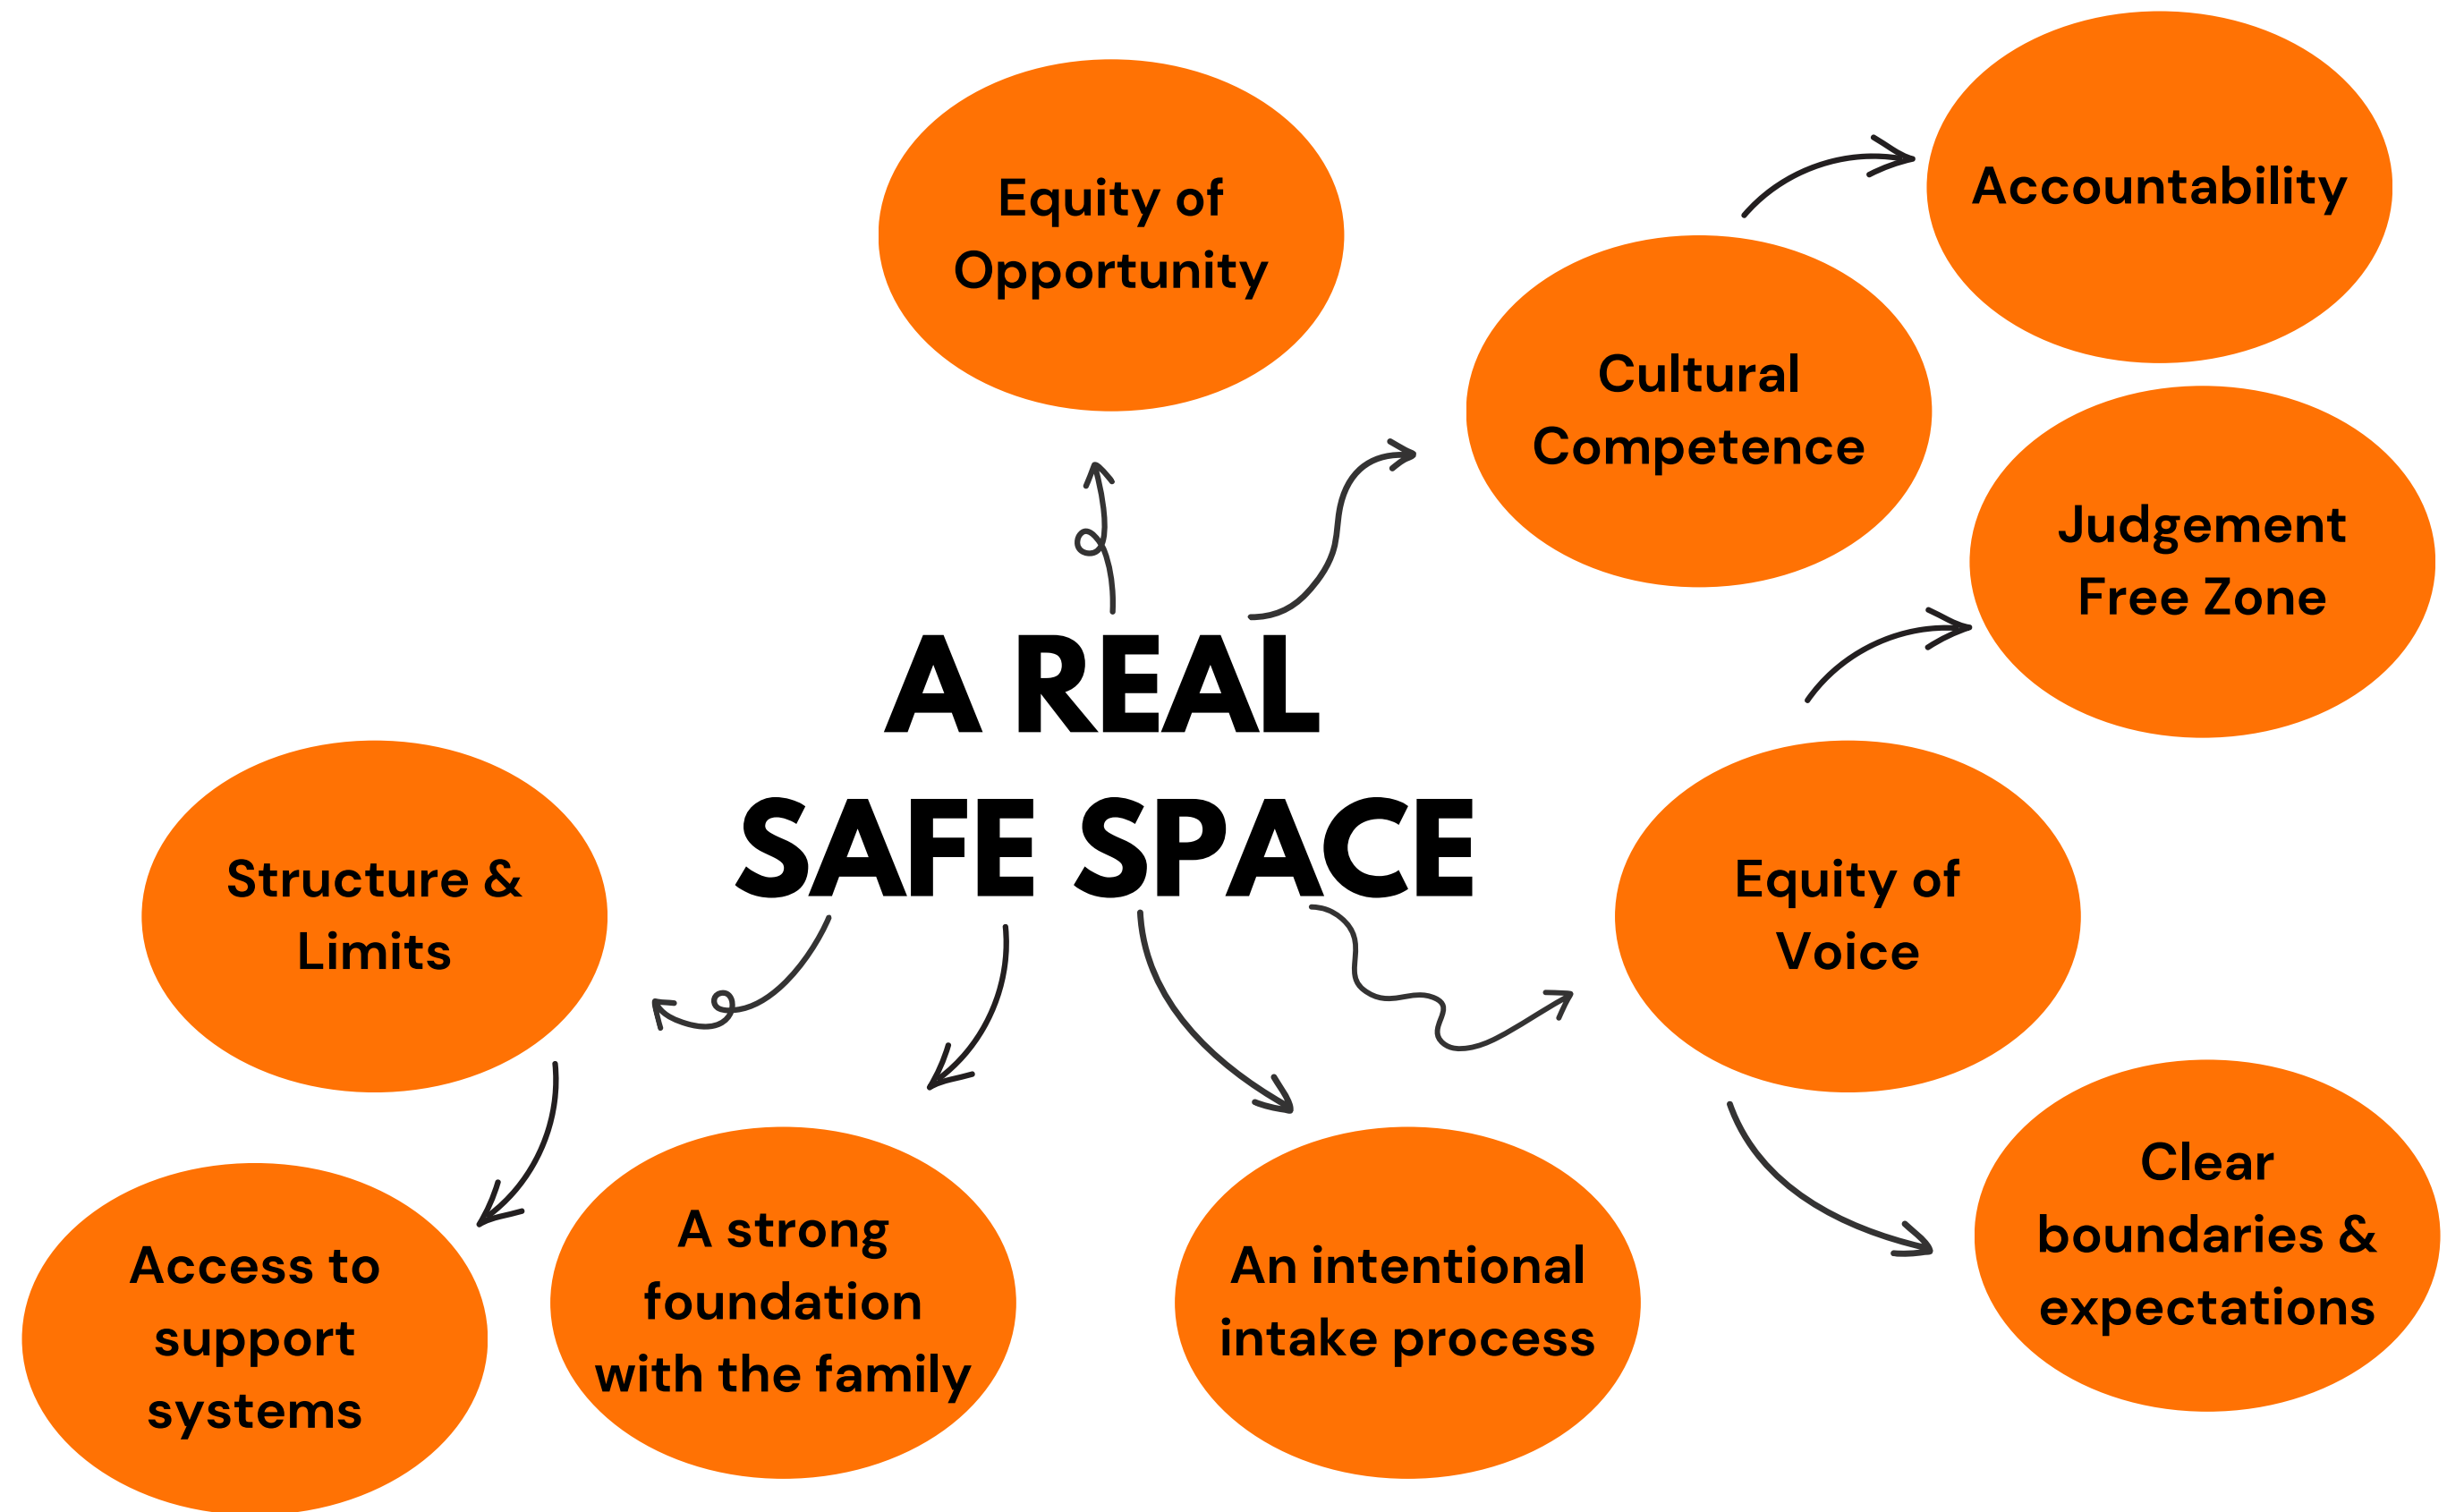 Accountability
Equity of
Opportunity
Cultural
Competence
Judgement
Free Zone
A REAL
SAFE SPACE
Structure &
Limits
Equity of
Voice
Clear
boundaries &
expectations
A strong
foundation
with the family
An intentional
intake process
Access to
support
systems